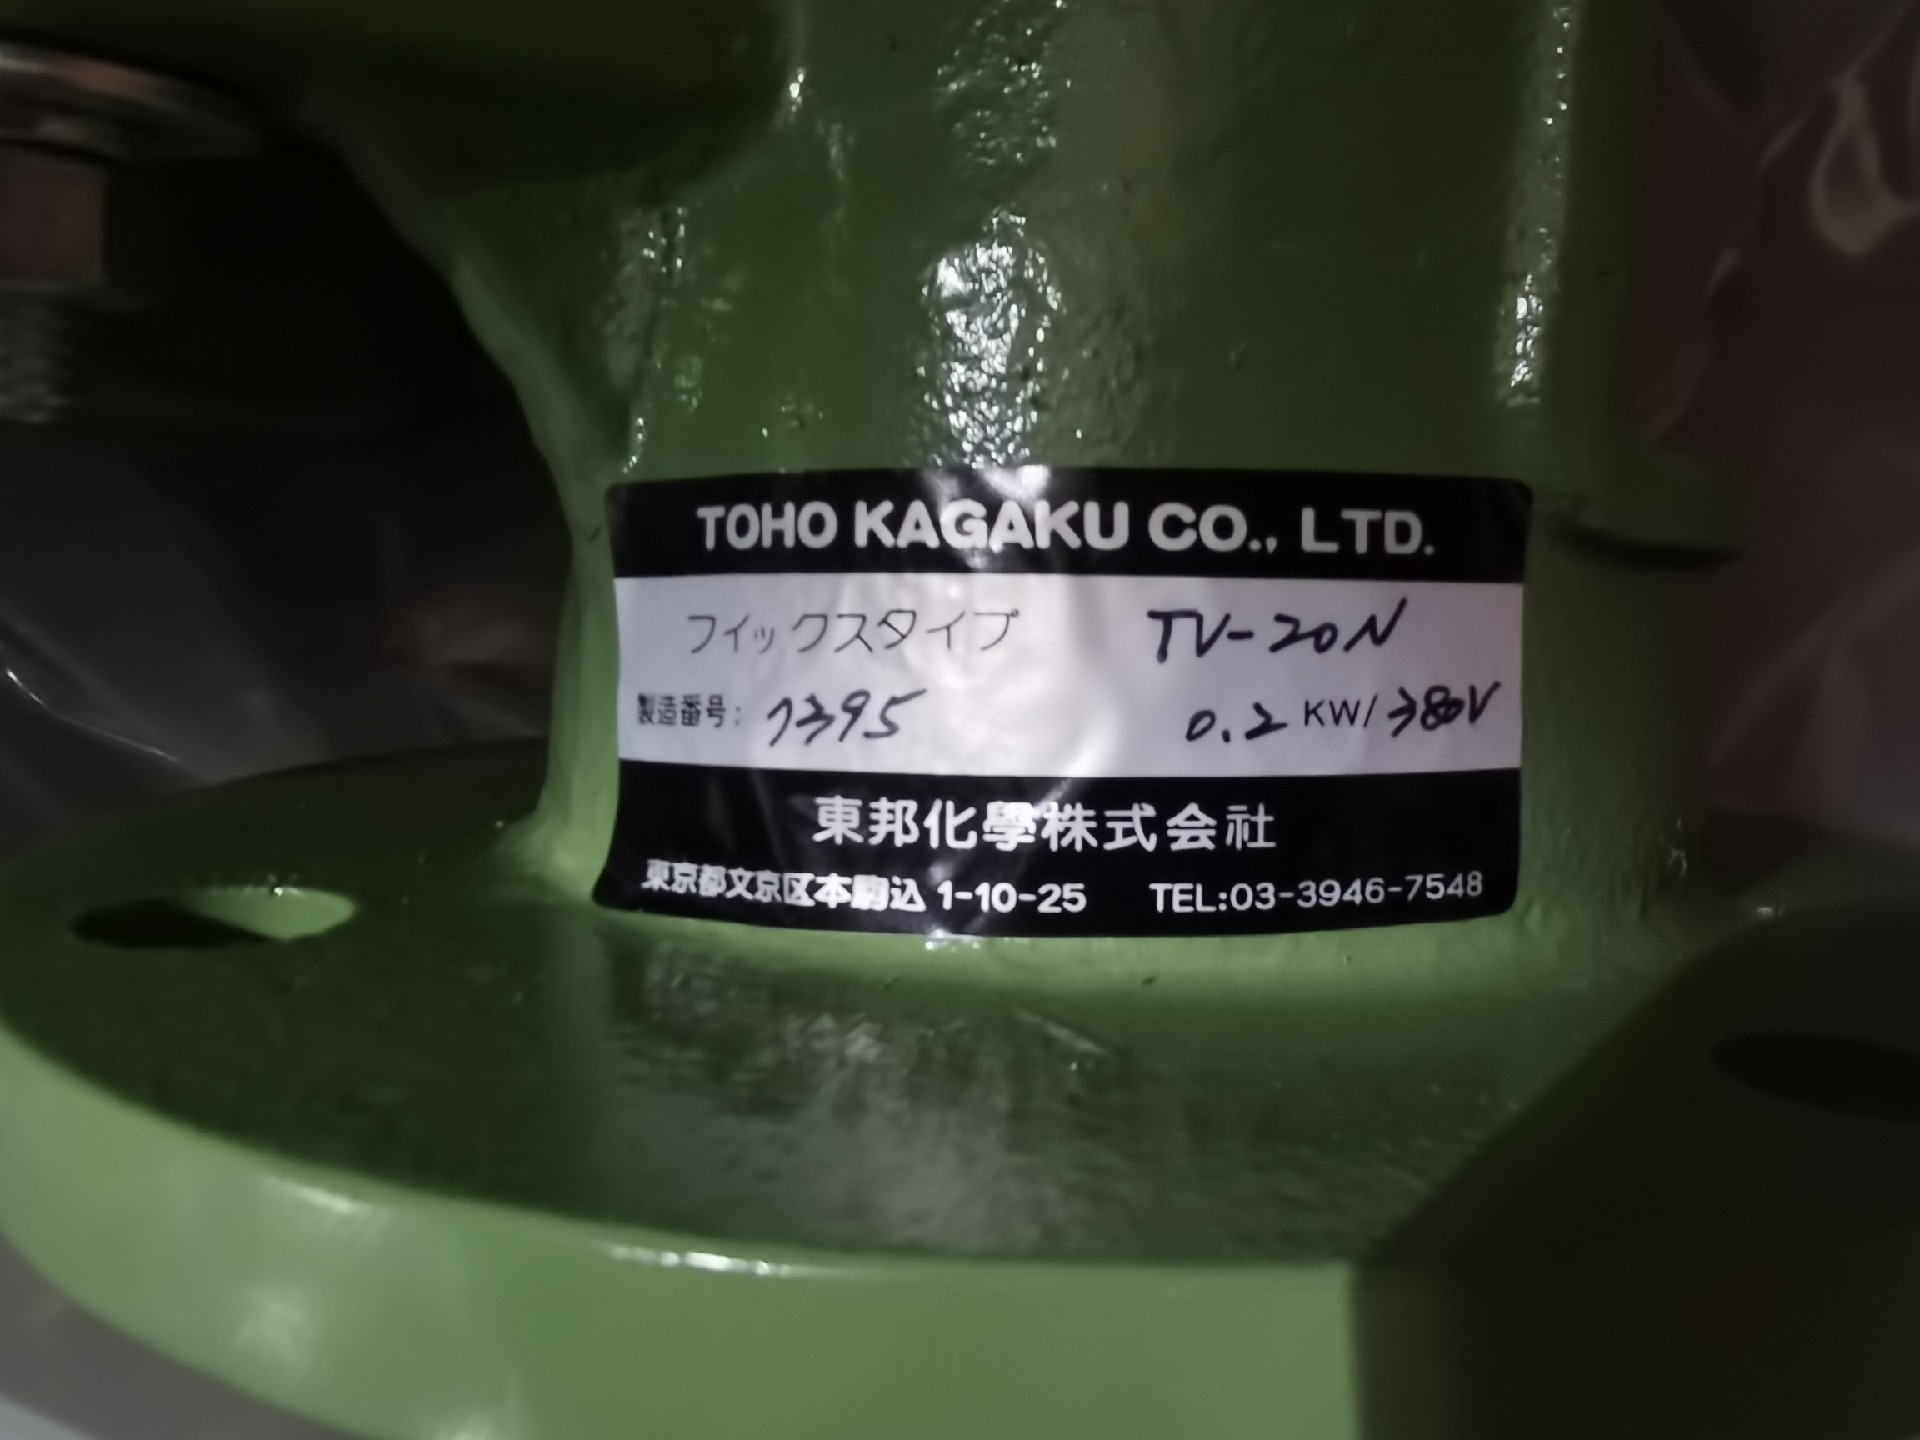 TOHO KAGAKU CO., LTD.
フィックスタイプ TV-20N
製造番号: 7395 0.2 KW/380V
東邦化學株式会社
東京都文京区本駒込 1-10-25 TEL:03-3946-7548